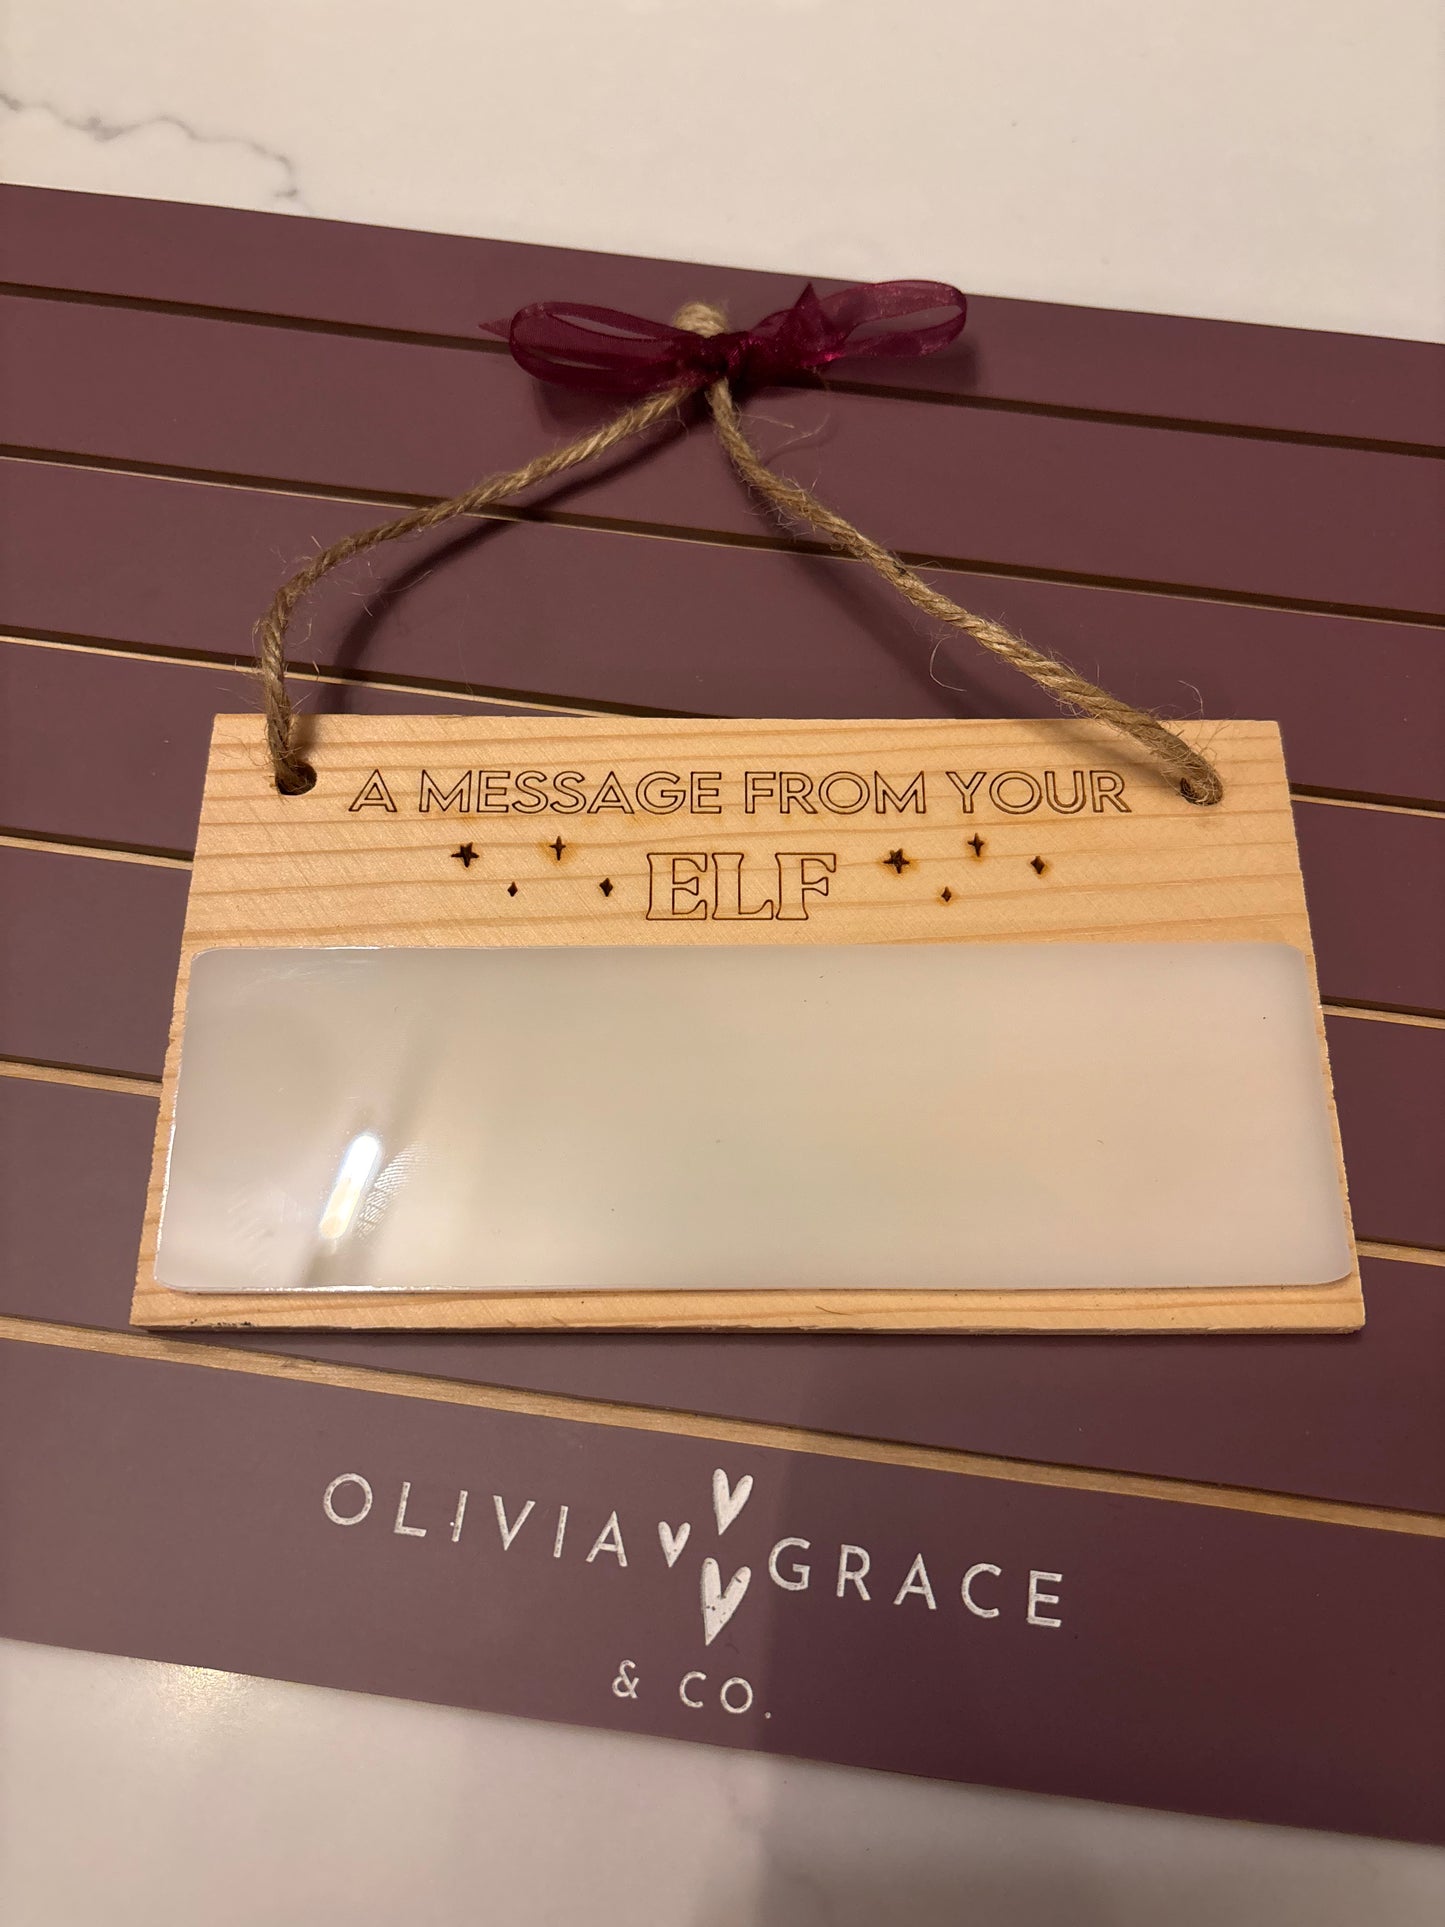 A MESSAGE FROM YOUR
ELF
OLIVIA GRACE
& CO.